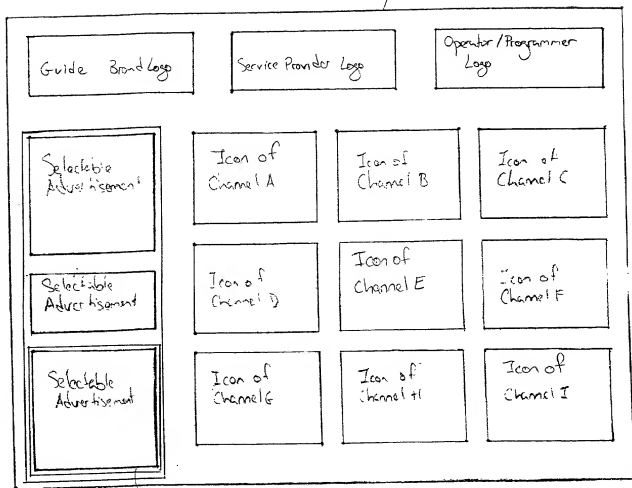 Guide Brand Logo
Service Provider Logo
Operator/Programmer
Logo
Selectable
Advertisement
Icon of
Channel A
Icon of
Channel B
Icon of
Channel C
Selectable
Advertisement
Icon of
Channel D
Icon of
Channel E
Icon of
Channel F
Selectable
Advertisement
Icon of
Channel G
Icon of
Channel H
Icon of
Channel I